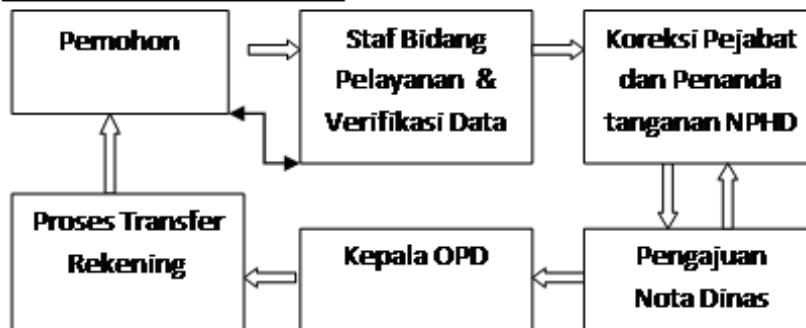 Pemohon
Staf Bidang
Pelayanan &
Verifikasi Data
Koreksi Pejabat
dan Penanda
tanganan NPHD
Proses Transfer
Rekening
Kepala OPD
Pengajuan
Nota Dinas